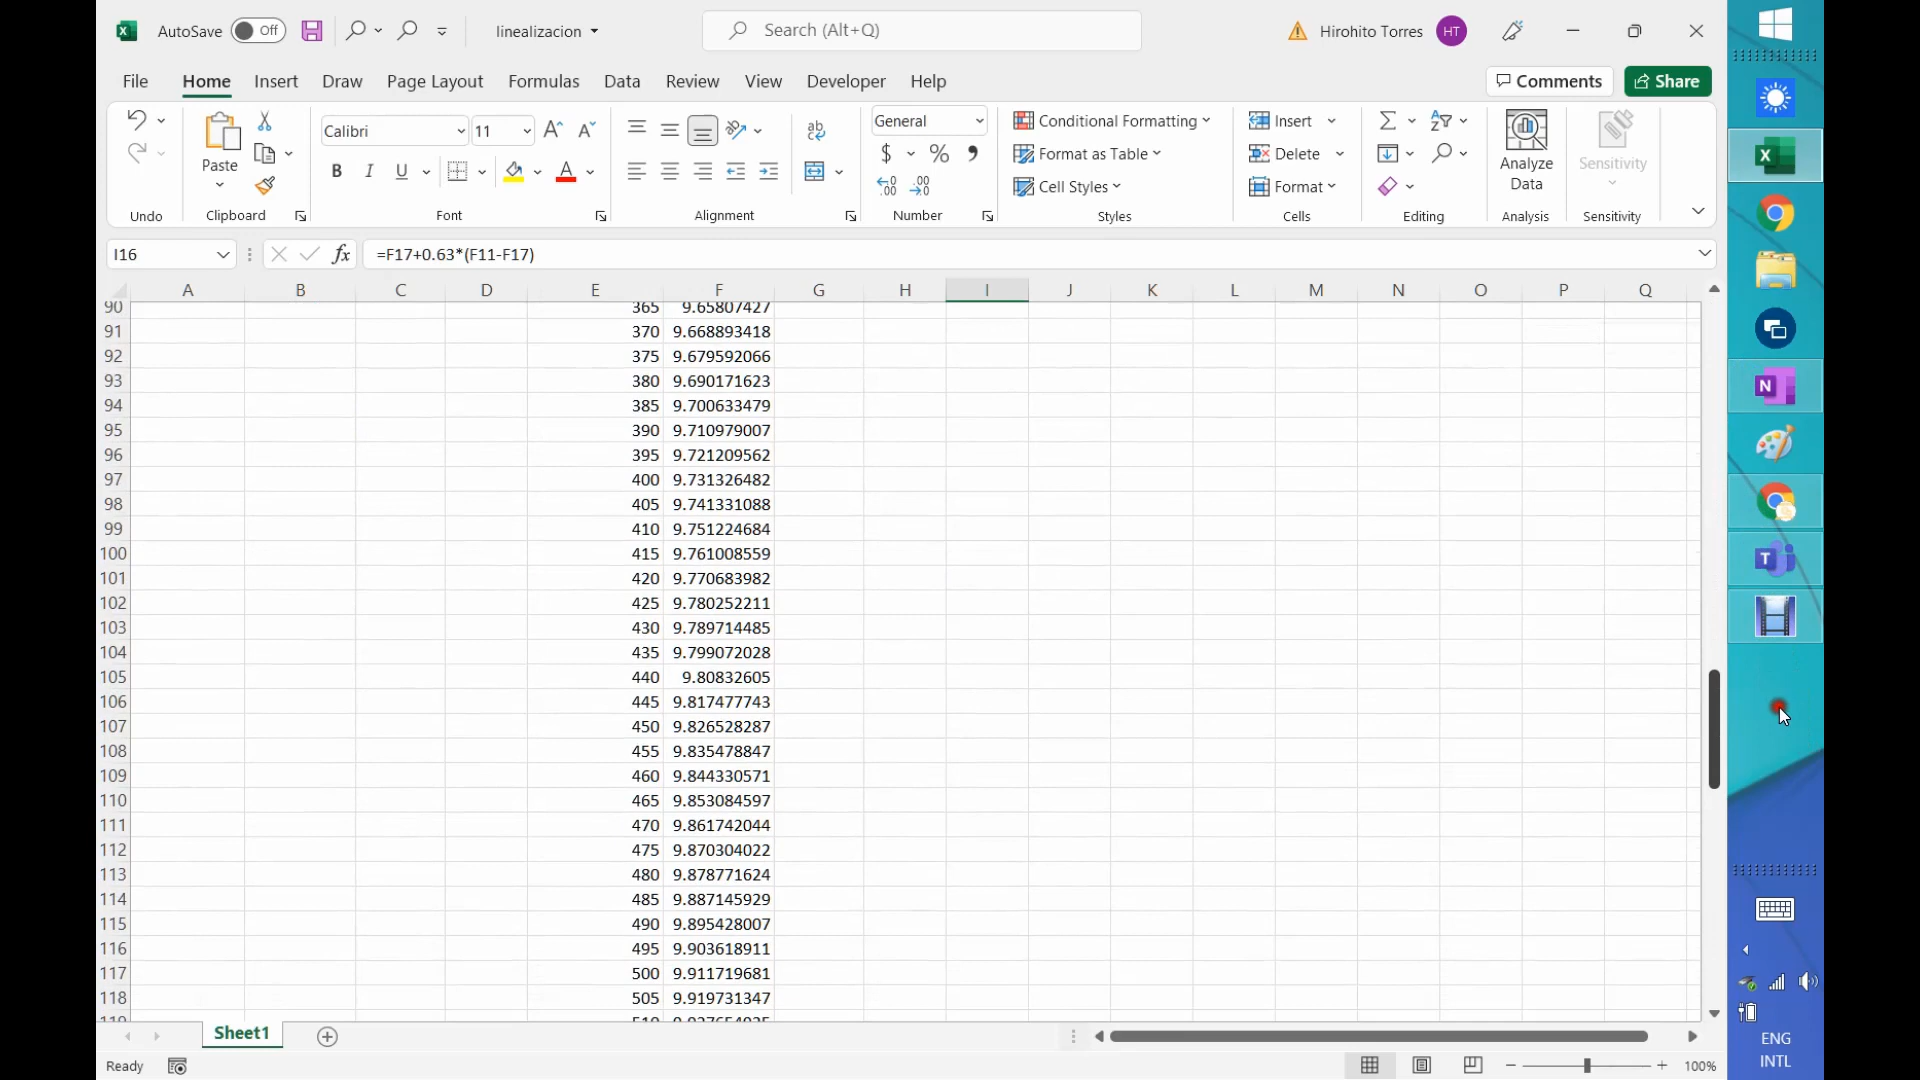 AutoSave Off linealizacion Search (Alt+Q) Hirohito Torres HT
File Home Insert Draw Page Layout Formulas Data Review View Developer Help Comments Share
Calibri 11 General Conditional Formatting Insert
Paste Format as Table Delete Analyze Data Sensitivity
B I U $ % Cell Styles Format
Undo Clipboard Font Alignment Number Styles Cells Editing Analysis Sensitivity
I16 fx =F17+0.63*(F11-F17)
A B C D E F G H I J K L M N O P Q
90 365 9.65807427
91 370 9.668893418
92 375 9.679592066
93 380 9.690171623
94 385 9.700633479
95 390 9.710979007
96 395 9.721209562
97 400 9.731326482
98 405 9.741331088
99 410 9.751224684
100 415 9.761008559
101 420 9.770683982
102 425 9.780252211
103 430 9.789714485
104 435 9.799072028
105 440 9.80832605
106 445 9.817477743
107 450 9.826528287
108 455 9.835478847
109 460 9.844330571
110 465 9.853084597
111 470 9.861742044
112 475 9.870304022
113 480 9.878771624
114 485 9.887145929
115 490 9.895428007
116 495 9.903618911
117 500 9.911719681
118 505 9.919731347
Sheet1
Ready 100%
ENG
INTL